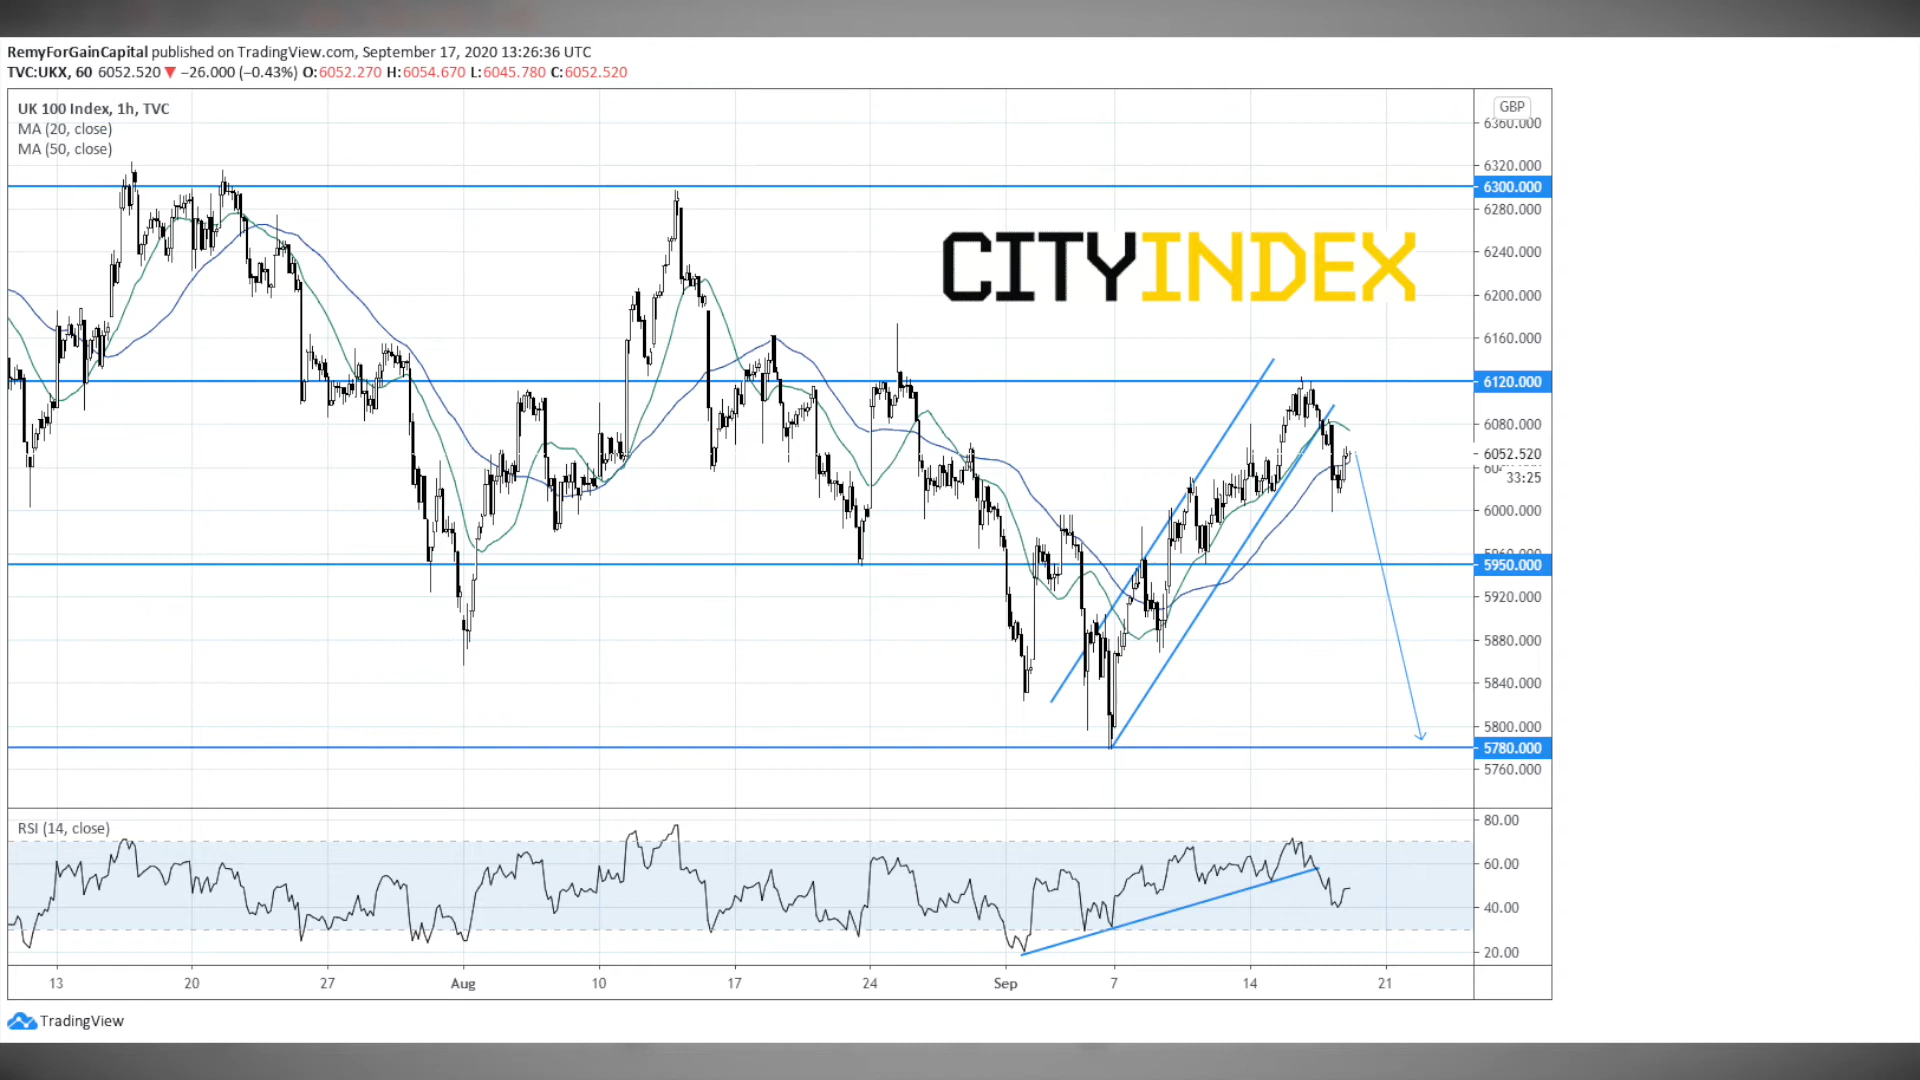 RemyForGainCapital published on TradingView.com, September 17, 2020 13:26:36 UTC
TVC:UKX, 60 6052.520 ▼ −26.000 (−0.43%) O:6052.270 H:6054.670 L:6045.780 C:6052.520
UK 100 Index, 1h, TVC
MA (20, close)
MA (50, close)
GBP
6360.000
6320.000
6300.000
6280.000
6240.000
CITYINDEX
6200.000
6160.000
6120.000
6080.000
6052.520
33:25
6000.000
5960.000
5950.000
5920.000
5880.000
5840.000
5800.000
5780.000
5760.000
RSI (14, close)
80.00
60.00
40.00
20.00
13 20 27 Aug 10 17 24 Sep 7 14 21
TradingView